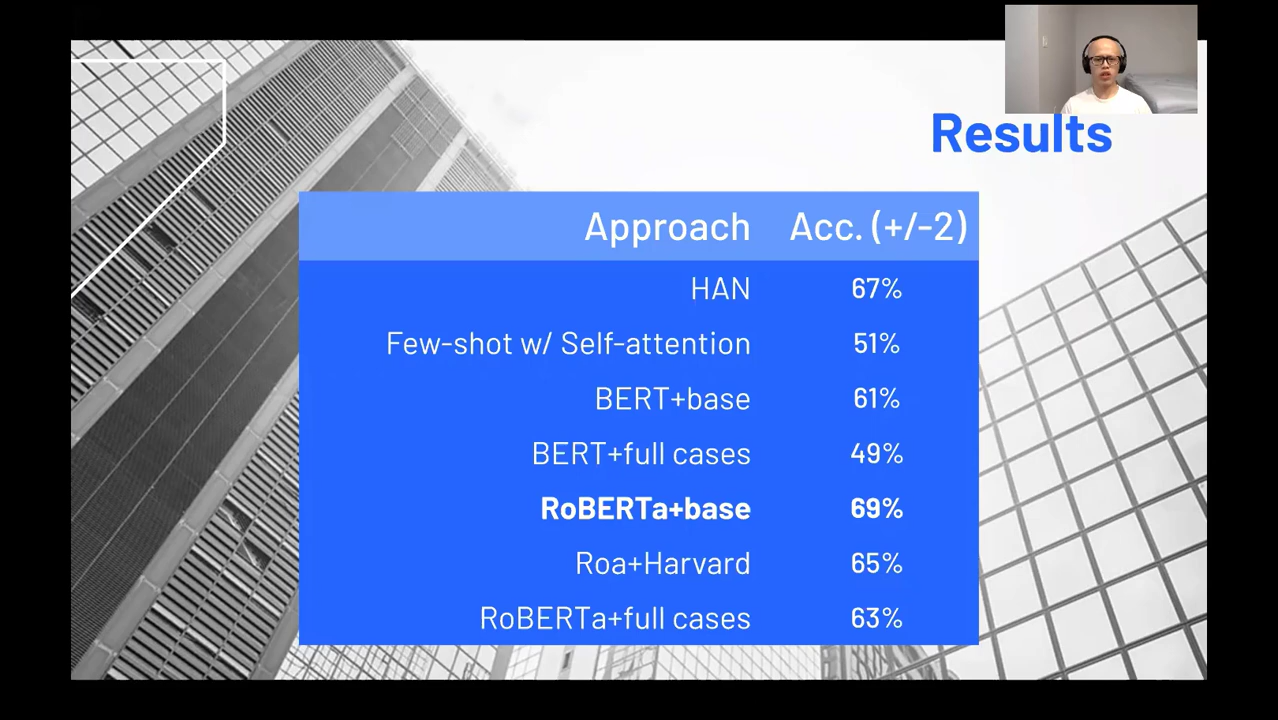 Results
Approach Acc. (+/-2)
HAN 67%
Few-shot w/ Self-attention 51%
BERT+base 61%
BERT+full cases 49%
RoBERTa+base 69%
Roa+Harvard 65%
RoBERTa+full cases 63%